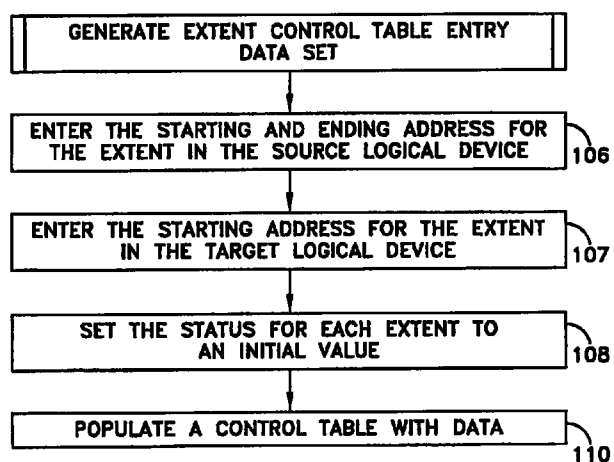 GENERATE EXTENT CONTROL TABLE ENTRY
DATA SET
ENTER THE STARTING AND ENDING ADDRESS FOR
THE EXTENT IN THE SOURCE LOGICAL DEVICE
106
ENTER THE STARTING ADDRESS FOR THE EXTENT
IN THE TARGET LOGICAL DEVICE
107
SET THE STATUS FOR EACH EXTENT TO
AN INITIAL VALUE
108
POPULATE A CONTROL TABLE WITH DATA
110